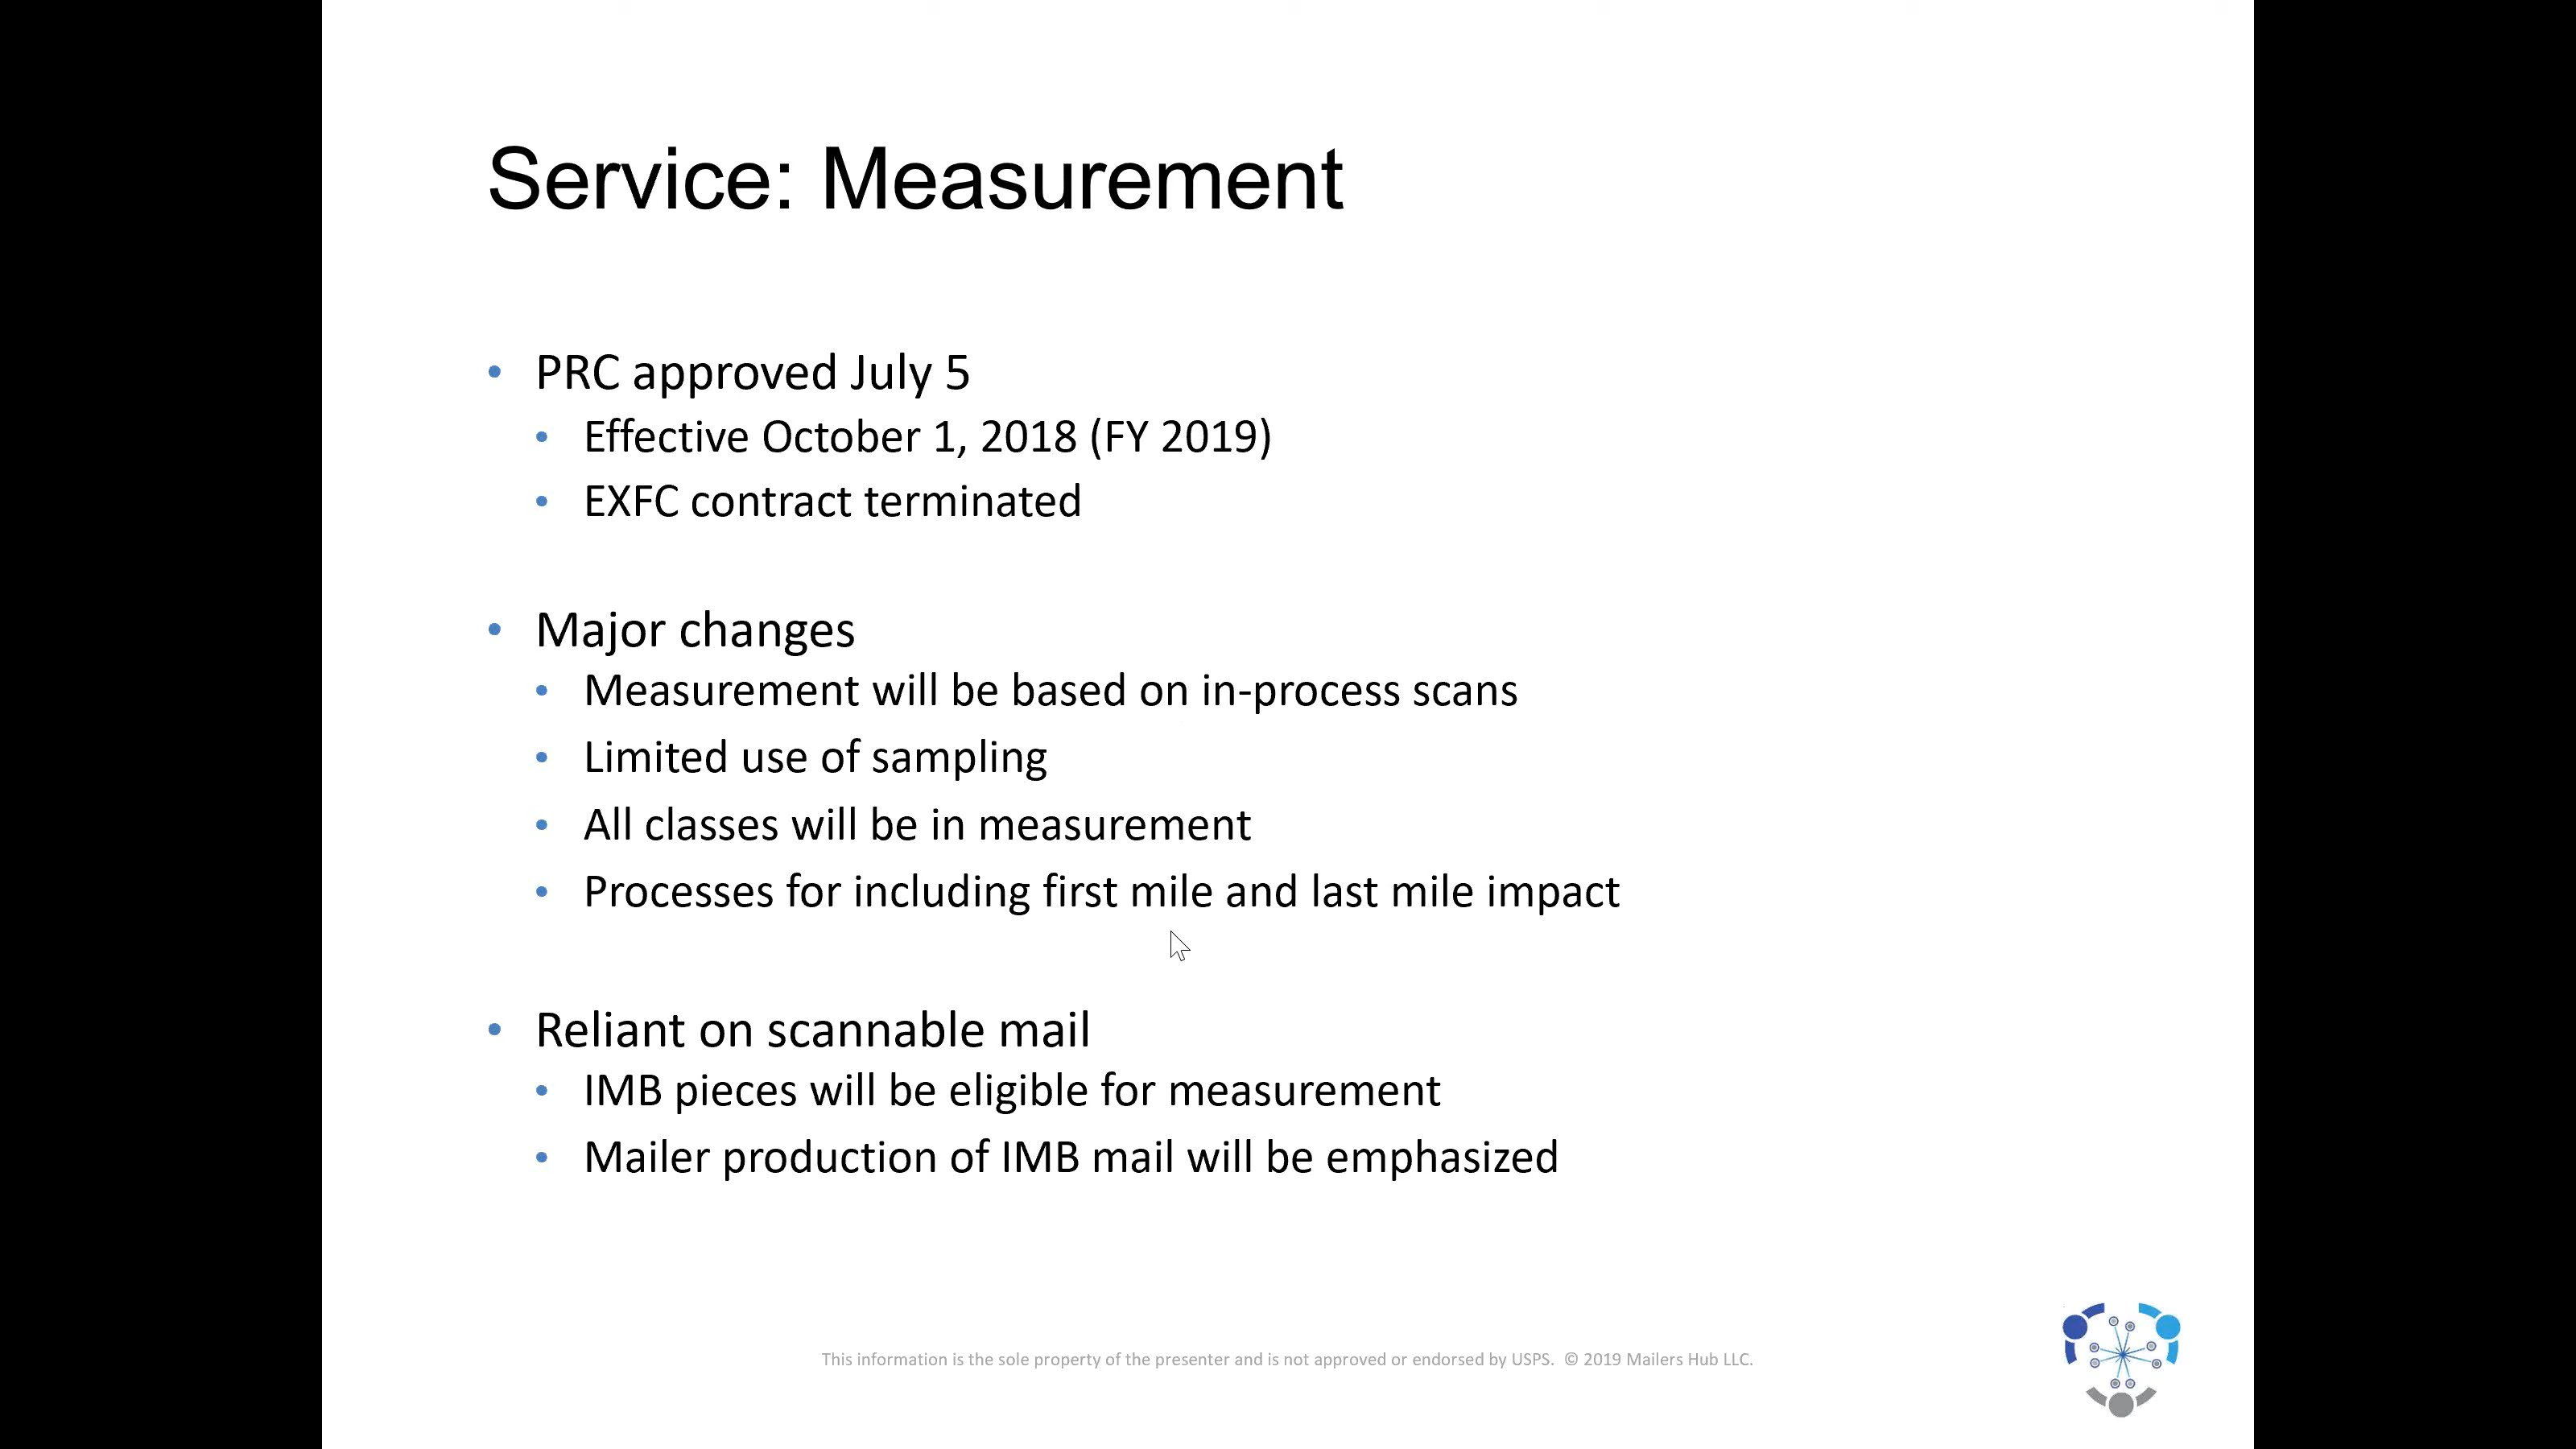 Service: Measurement
• PRC approved July 5
• Effective October 1, 2018 (FY 2019)
• EXFC contract terminated
• Major changes
• Measurement will be based on in-process scans
• Limited use of sampling
• All classes will be in measurement
• Processes for including first mile and last mile impact
• Reliant on scannable mail
• IMB pieces will be eligible for measurement
• Mailer production of IMB mail will be emphasized
This information is the sole property of the presenter and is not approved or endorsed by USPS. © 2019 Mailers Hub LLC.